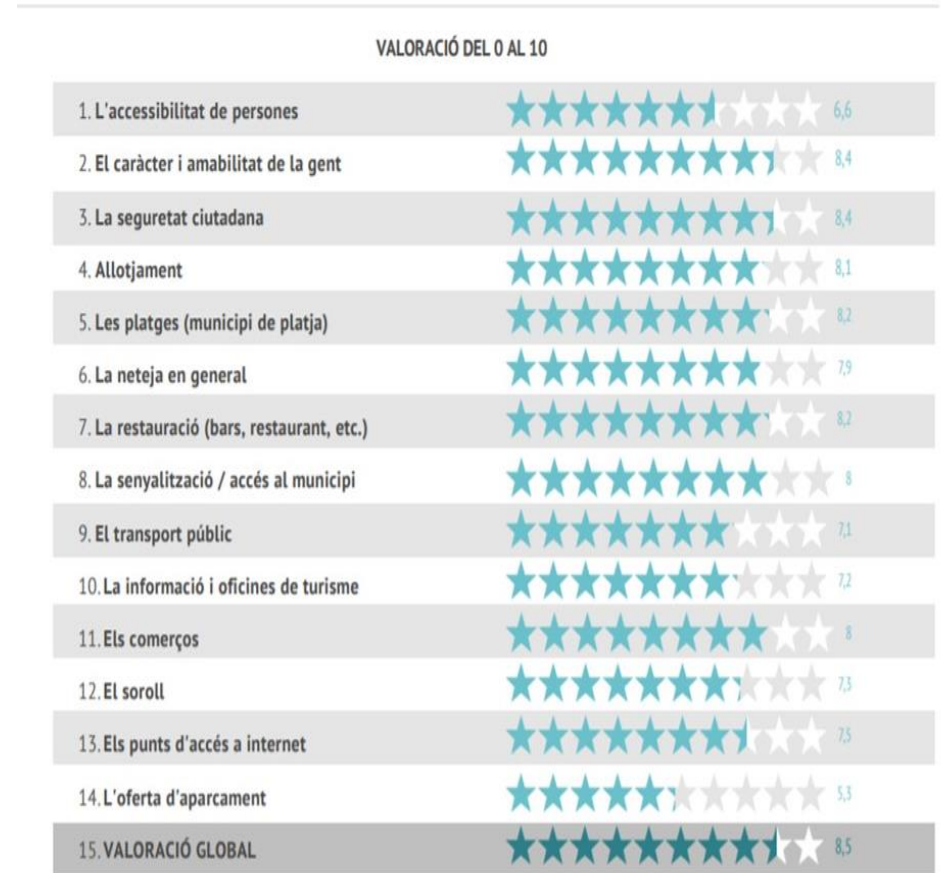 VALORACIÓ DEL 0 AL 10
1. L'accessibilitat de persones 6,6
2. El caràcter i amabilitat de la gent 8,4
3. La seguretat ciutadana 8,4
4. Allotjament 8,1
5. Les platges (municipi de platja) 8,2
6. La neteja en general 7,9
7. La restauració (bars, restaurant, etc.) 8,2
8. La senyalització / accés al municipi 8
9. El transport públic 7,1
10. La informació i oficines de turisme 7,2
11. Els comerços 8
12. El soroll 7,3
13. Els punts d'accés a internet 7,5
14. L'oferta d'aparcament 5,3
15. VALORACIÓ GLOBAL 8,5